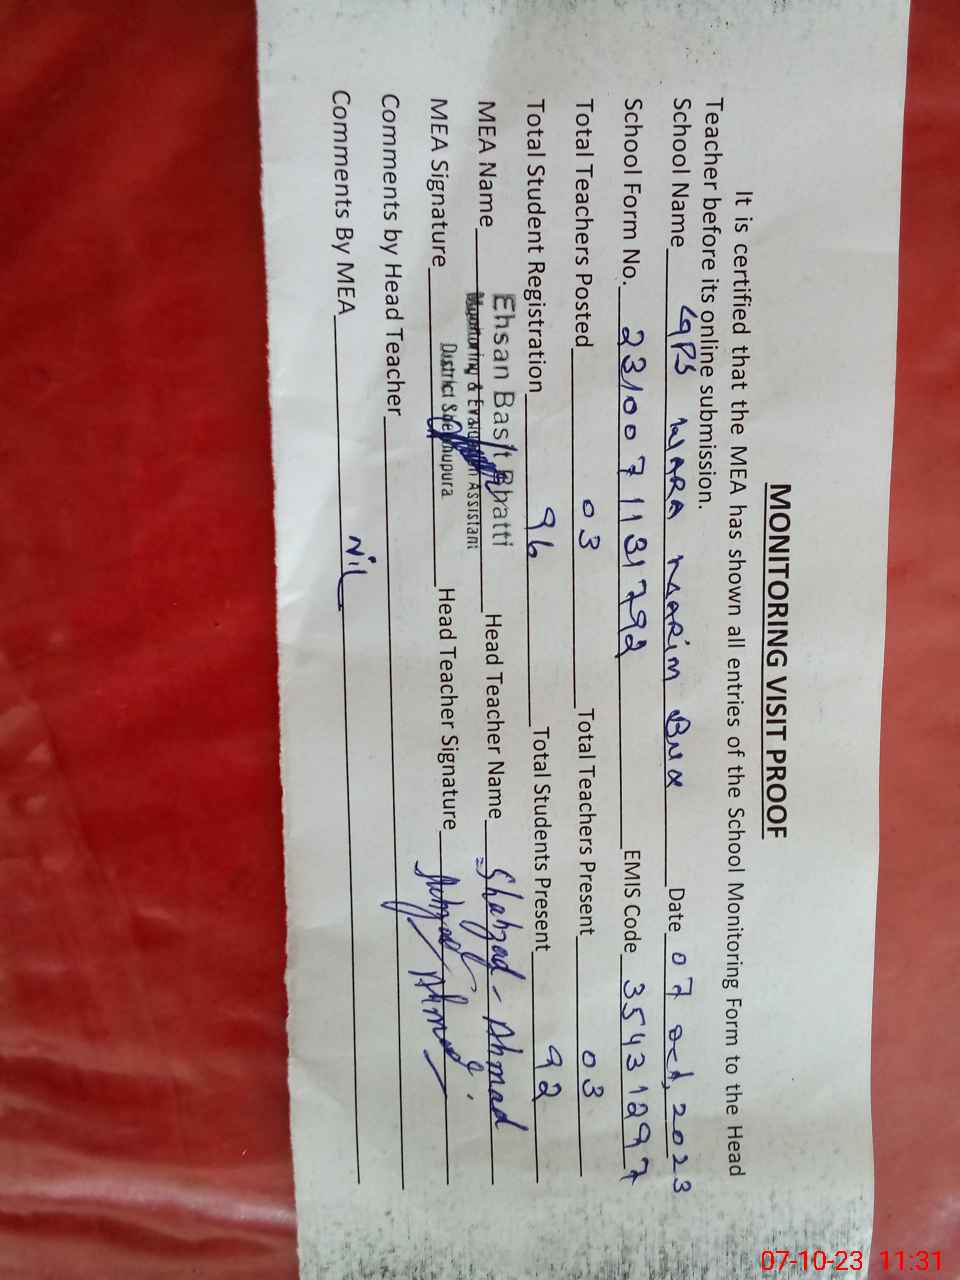 MONITORING VISIT PROOF
It is certified that the MEA has shown all entries of the School Monitoring Form to the Head
Teacher before its online submission.
School Name GPS WARA KARIM BUX Date 07 Oct, 2023
School Form No. 2310071131792 EMIS Code 35431297
Total Teachers Posted 03 Total Teachers Present 03
Total Student Registration 96 Total Students Present 92
MEA Name Ehsan Basit Bhatti Head Teacher Name Shahzad - Ahmad
Monitoring & Evaluation Assistant
MEA Signature District Sheikhupura Head Teacher Signature Shahzad Ahmad
Comments by Head Teacher
Comments By MEA NiL
07-10-23 11:31